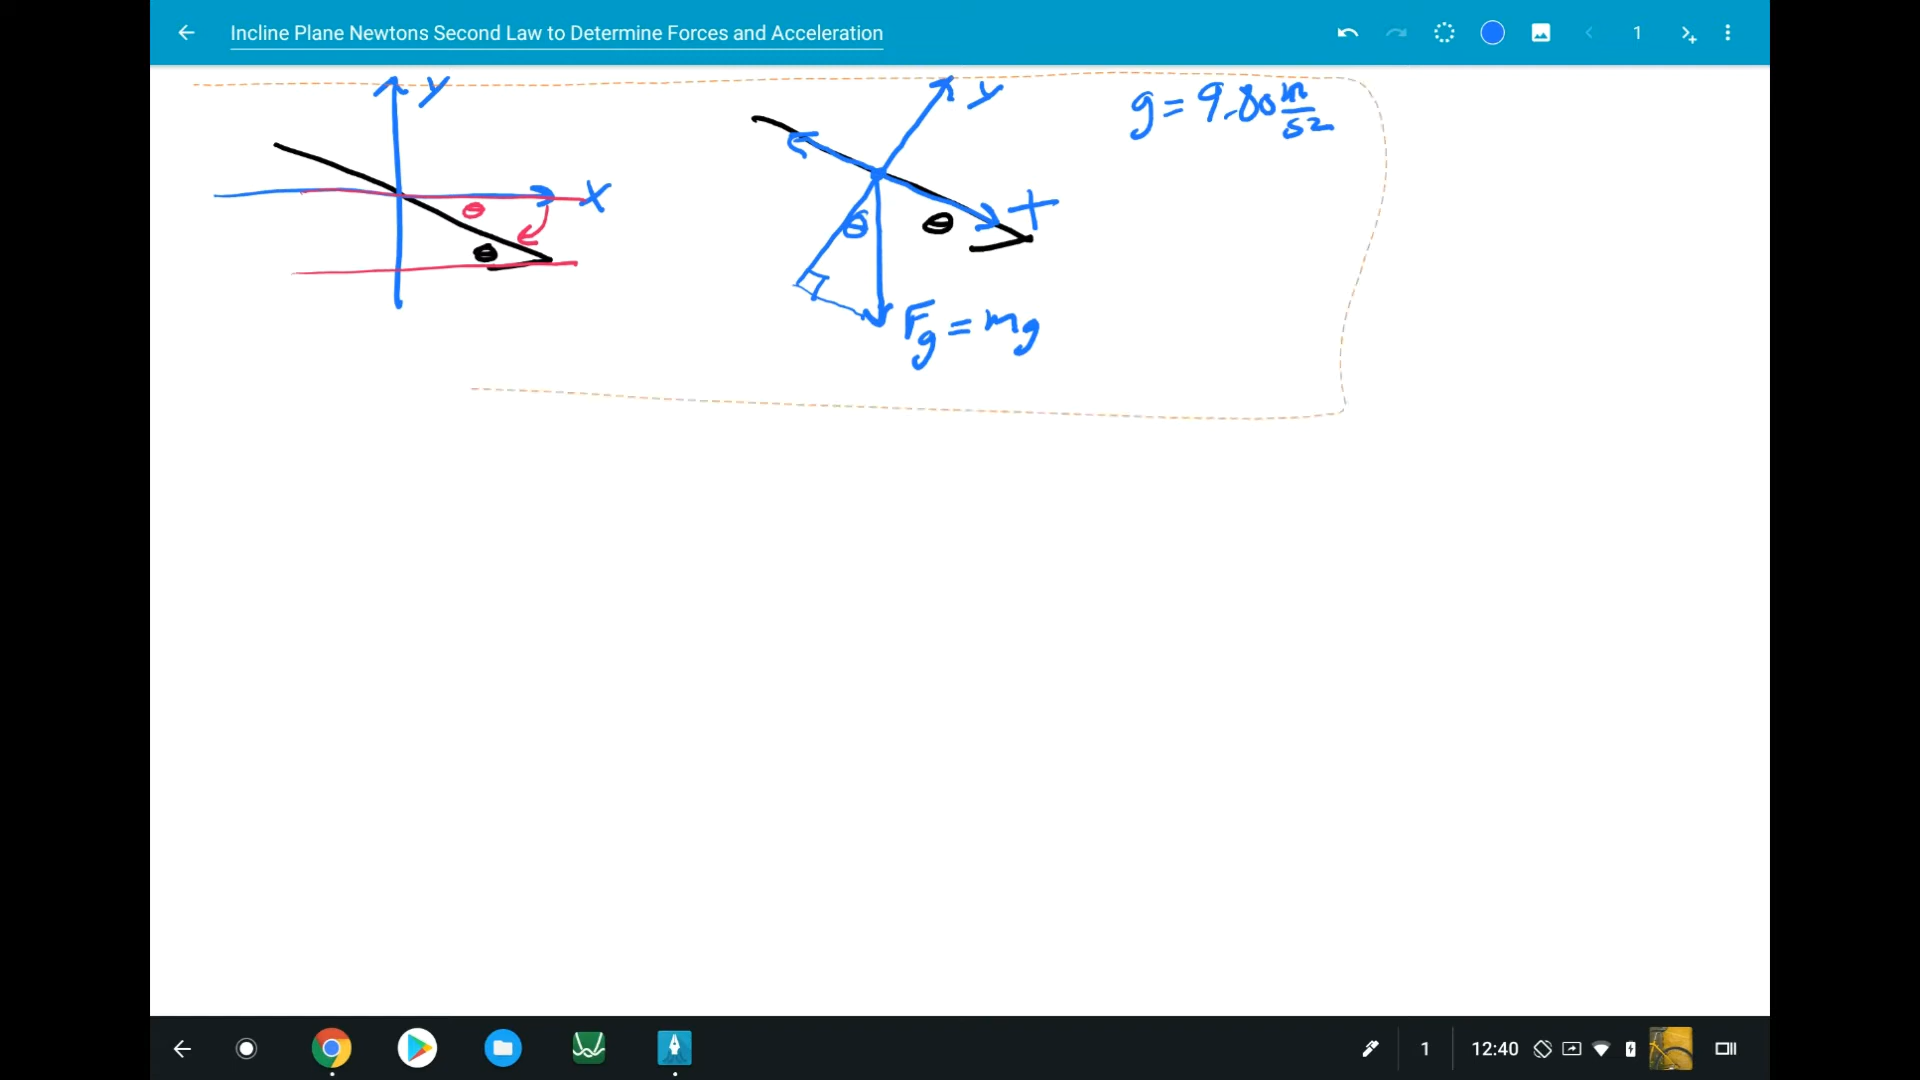 Incline Plane Newtons Second Law to Determine Forces and Acceleration
1
y
x
θ
θ
y
+
θ
θ
Fg = mg
g = 9.80 m/s2
1
12:40